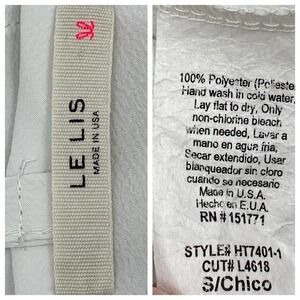 LE LIS
MADE IN USA
100% Polyester (Poliester
Hand wash in cold water,
Lay flat to dry, Only
non-chlorine bleach
when needed, Lavar a
mano en agua fria,
Secar extendido, User
blanqueador sin cloro
cuando se necesario
Made in U.S.A.
Hecho en E.U.A.
RN # 151771
STYLE# HT7401-1
CUT# L4618
S/Chico